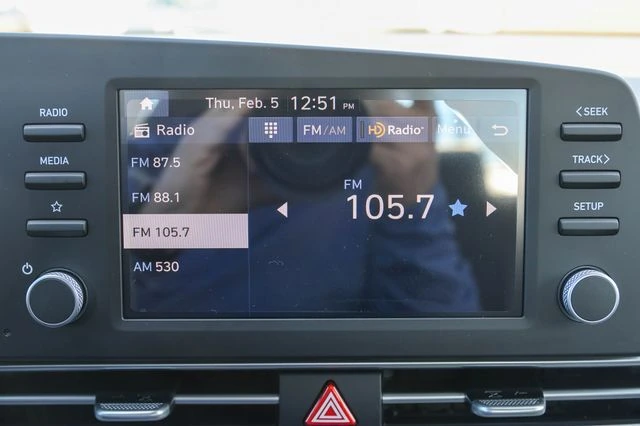 Thu, Feb. 5 12:51 PM
RADIO
MEDIA
Radio FM/AM HD Radio™ Menu
FM 87.5
FM 88.1
FM 105.7
AM 530
FM
105.7
<SEEK
TRACK>
SETUP